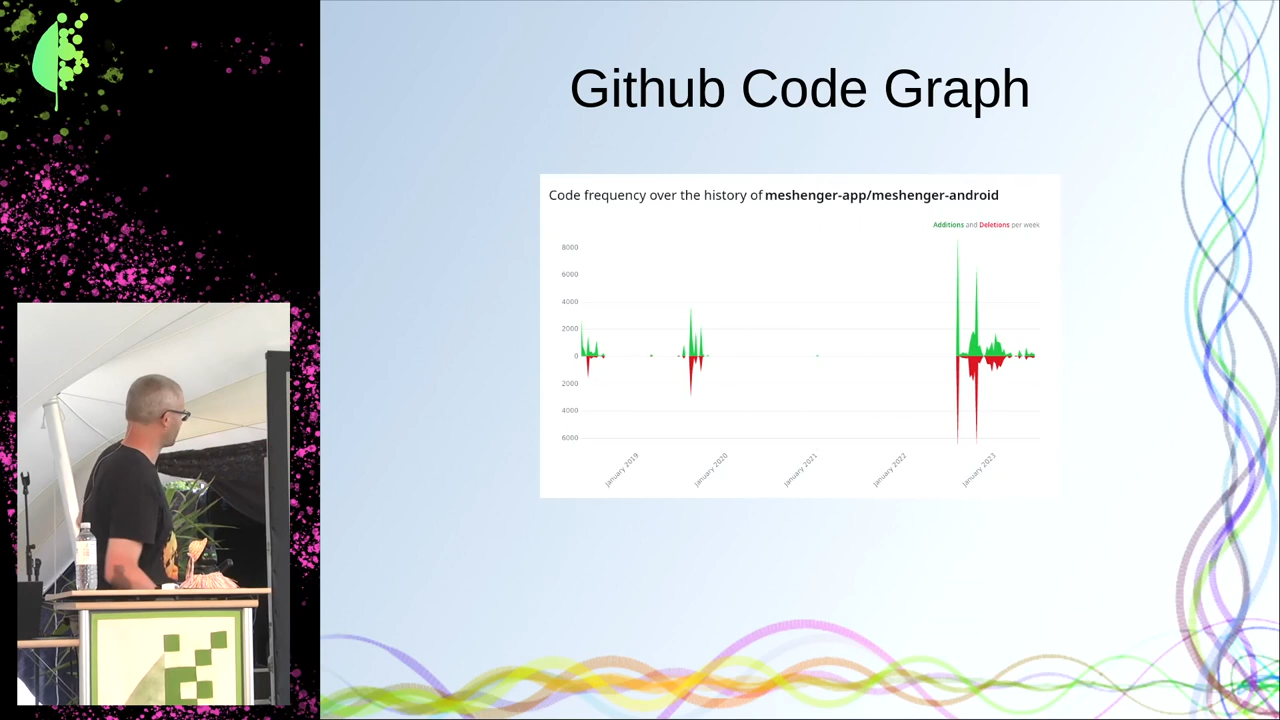 Github Code Graph
Code frequency over the history of meshenger-app/meshenger-android
Additions and Deletions per week
8000
6000
4000
2000
0
2000
4000
6000
January 2019
January 2020
January 2021
January 2022
January 2023